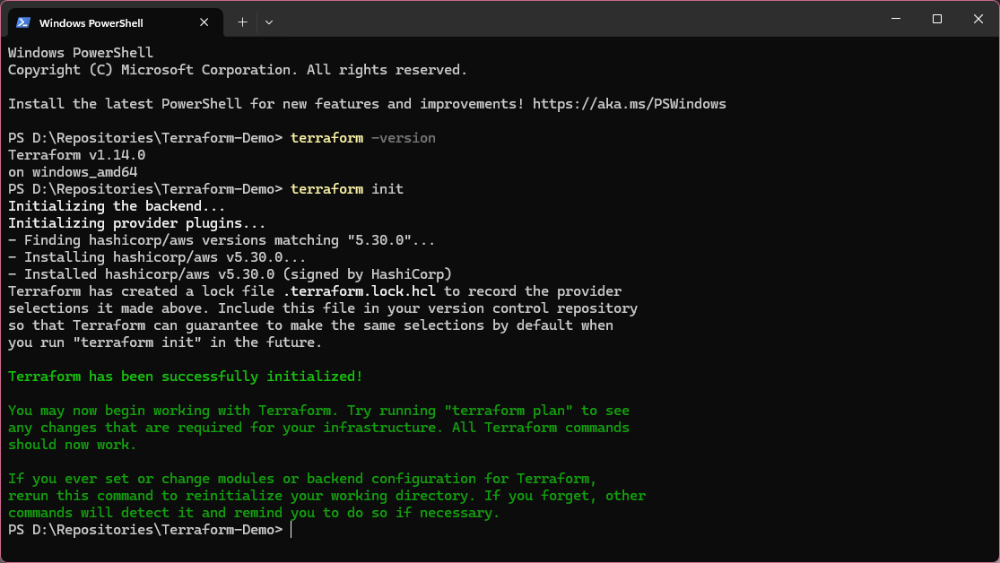 Windows PowerShell
Windows PowerShell
Copyright (C) Microsoft Corporation. All rights reserved.
Install the latest PowerShell for new features and improvements! https://aka.ms/PSWindows
PS D:\Repositories\Terraform-Demo> terraform -version
Terraform v1.14.0
on windows_amd64
PS D:\Repositories\Terraform-Demo> terraform init
Initializing the backend...
Initializing provider plugins...
- Finding hashicorp/aws versions matching "5.30.0"...
- Installing hashicorp/aws v5.30.0...
- Installed hashicorp/aws v5.30.0 (signed by HashiCorp)
Terraform has created a lock file .terraform.lock.hcl to record the provider
selections it made above. Include this file in your version control repository
so that Terraform can guarantee to make the same selections by default when
you run "terraform init" in the future.
Terraform has been successfully initialized!
You may now begin working with Terraform. Try running "terraform plan" to see
any changes that are required for your infrastructure. All Terraform commands
should now work.
If you ever set or change modules or backend configuration for Terraform,
rerun this command to reinitialize your working directory. If you forget, other
commands will detect it and remind you to do so if necessary.
PS D:\Repositories\Terraform-Demo>